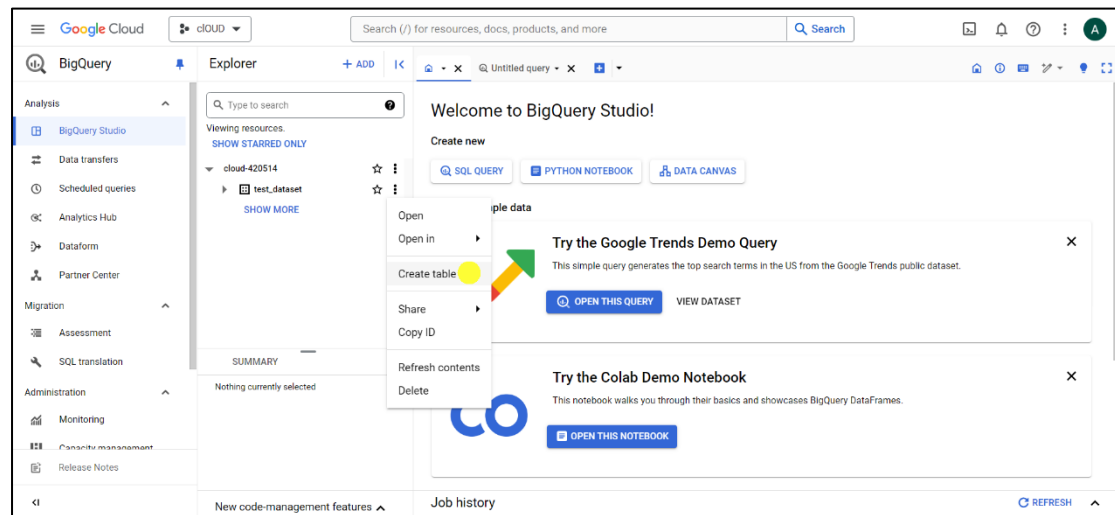 Google Cloud
clOUD
Search (/) for resources, docs, products, and more
Search
A
BigQuery
Analysis
BigQuery Studio
Data transfers
Scheduled queries
Analytics Hub
Dataform
Partner Center
Migration
Assessment
SQL translation
Administration
Monitoring
Capacity management
Release Notes
Explorer
+ ADD
Type to search
Viewing resources.
SHOW STARRED ONLY
cloud-420514
test_dataset
SHOW MORE
SUMMARY
Nothing currently selected
New code-management features
Open
Open in
Create table
Share
Copy ID
Refresh contents
Delete
Untitled query
Welcome to BigQuery Studio!
Create new
SQL QUERY
PYTHON NOTEBOOK
DATA CANVAS
ple data
Try the Google Trends Demo Query
This simple query generates the top search terms in the US from the Google Trends public dataset.
OPEN THIS QUERY
VIEW DATASET
Try the Colab Demo Notebook
This notebook walks you through their basics and showcases BigQuery DataFrames.
OPEN THIS NOTEBOOK
Job history
REFRESH